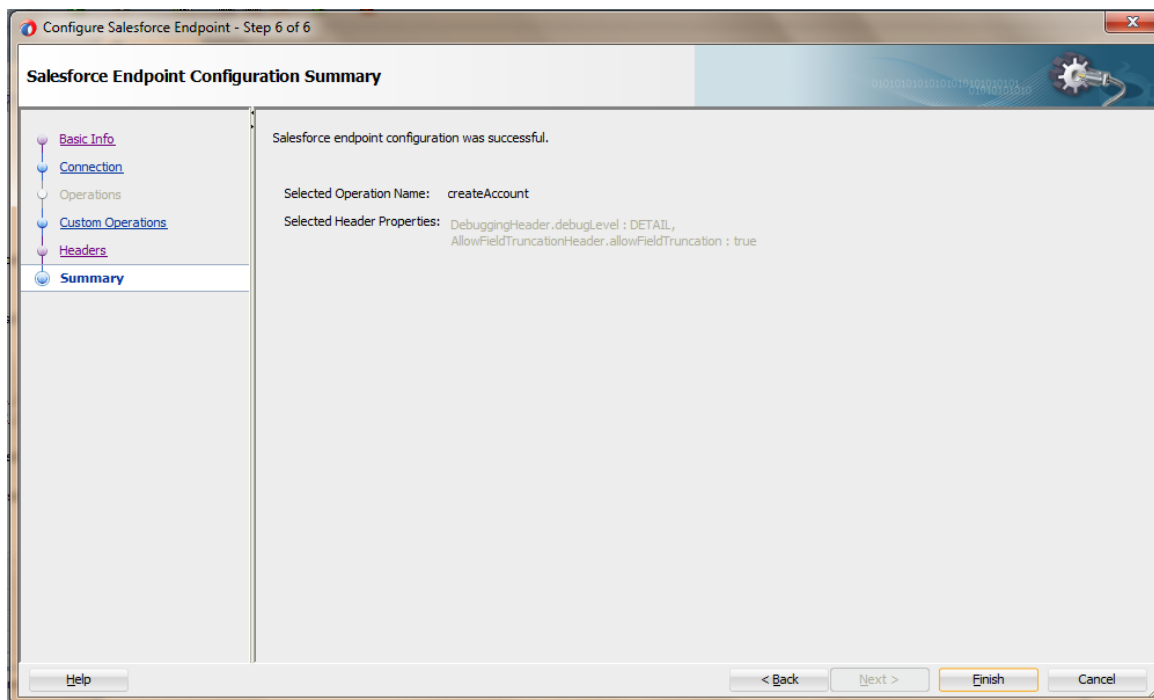 Configure Salesforce Endpoint - Step 6 of 6
Salesforce Endpoint Configuration Summary
Basic Info
Connection
Operations
Custom Operations
Headers
Summary
Salesforce endpoint configuration was successful.
Selected Operation Name: createAccount
Selected Header Properties: DebuggingHeader.debugLevel : DETAIL,
AllowFieldTruncationHeader.allowFieldTruncation : true
Help
< Back
Next >
Finish
Cancel